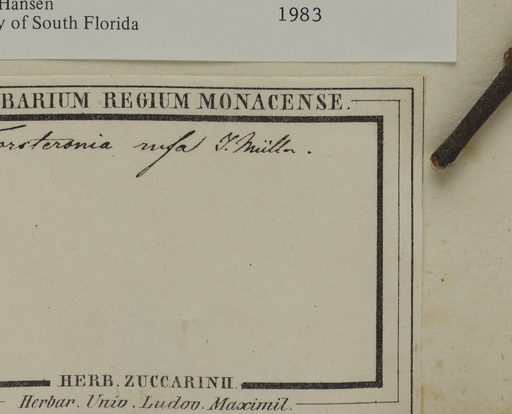 Hansen
y of South Florida
1983
BARIUM REGIUM MONACENSE.
orsteronia rufa J. Müller.
HERB. ZUCCARINII.
Herbar. Univ. Ludov. Maximil.